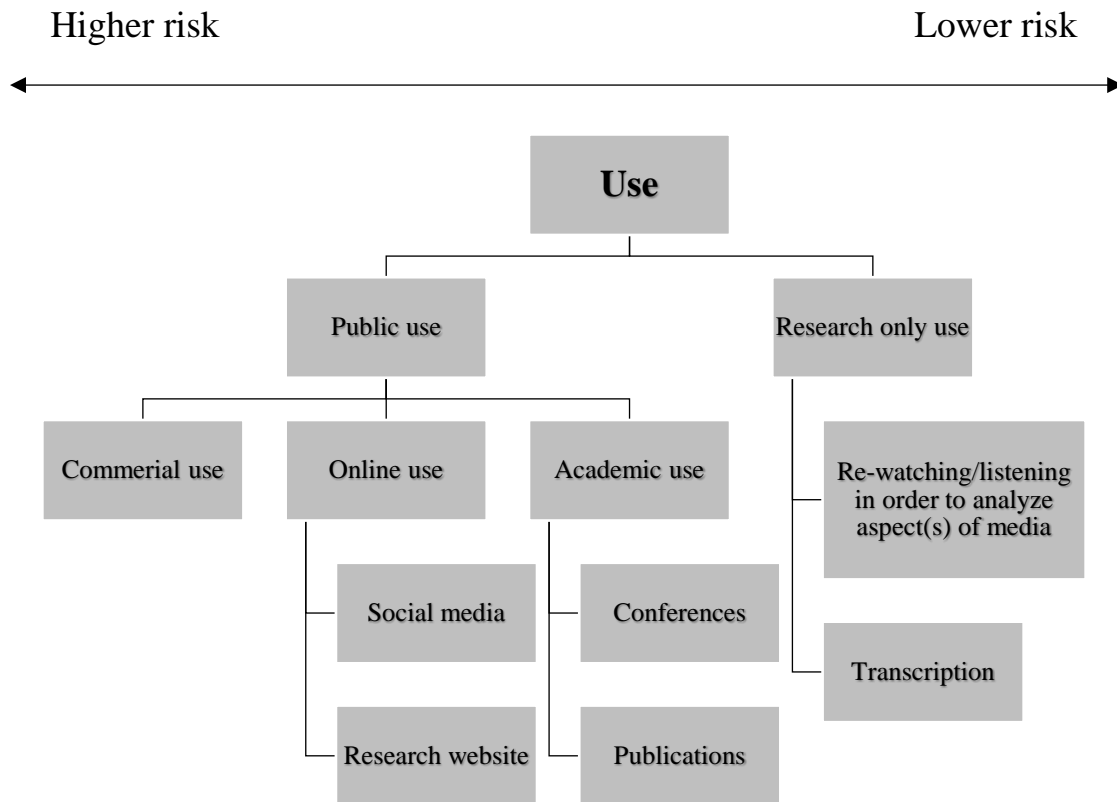 Higher risk
Lower risk
Use
Public use
Research only use
Commerial use
Online use
Academic use
Re-watching/listening
in order to analyze
aspect(s) of media
Social media
Conferences
Transcription
Research website
Publications